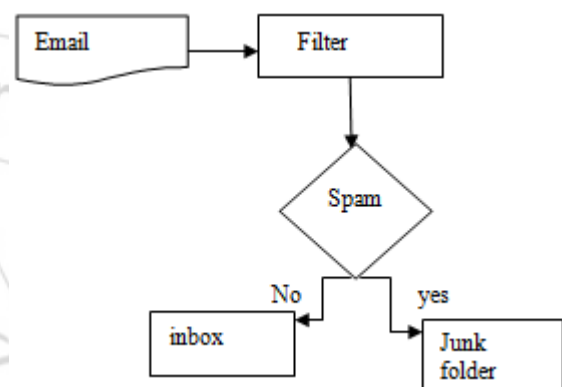 Email
Filter
Spam
No
yes
inbox
Junk
folder